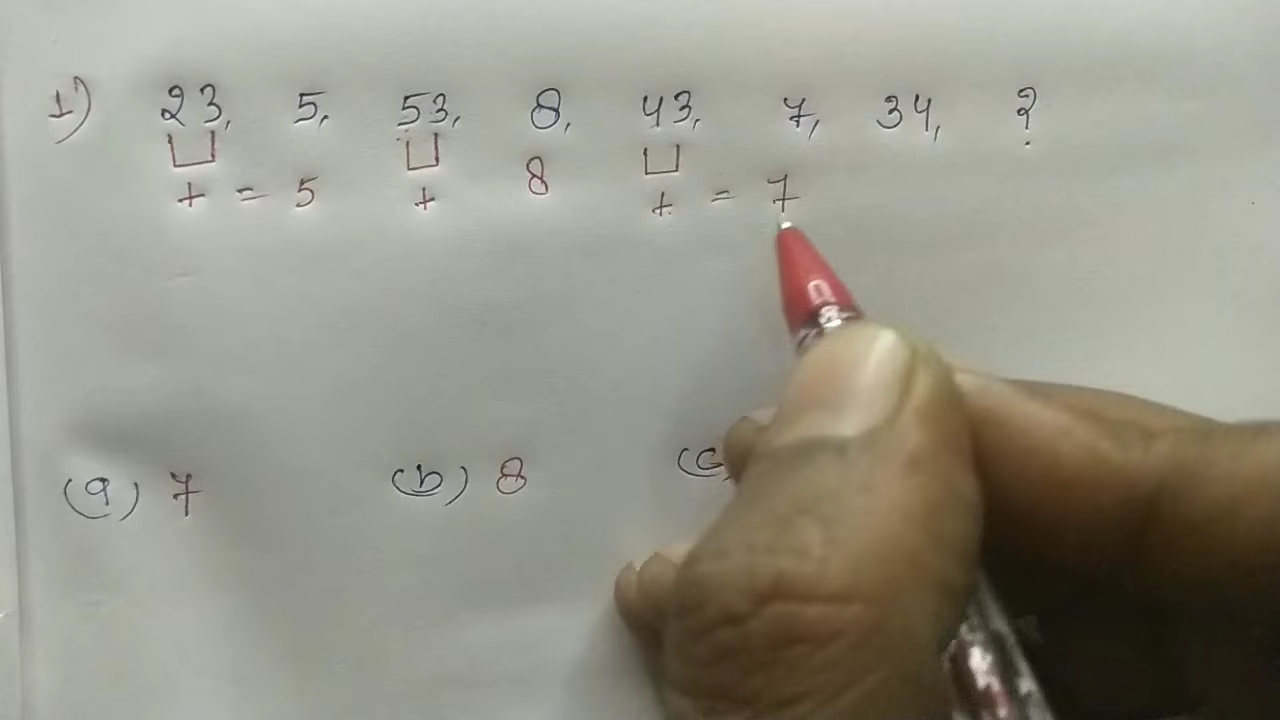 1) 23, 5, 53, 8, 43, 7, 34, ?
+ = 5 + 8 + = 7
(a) 7 (b) 8 (c)